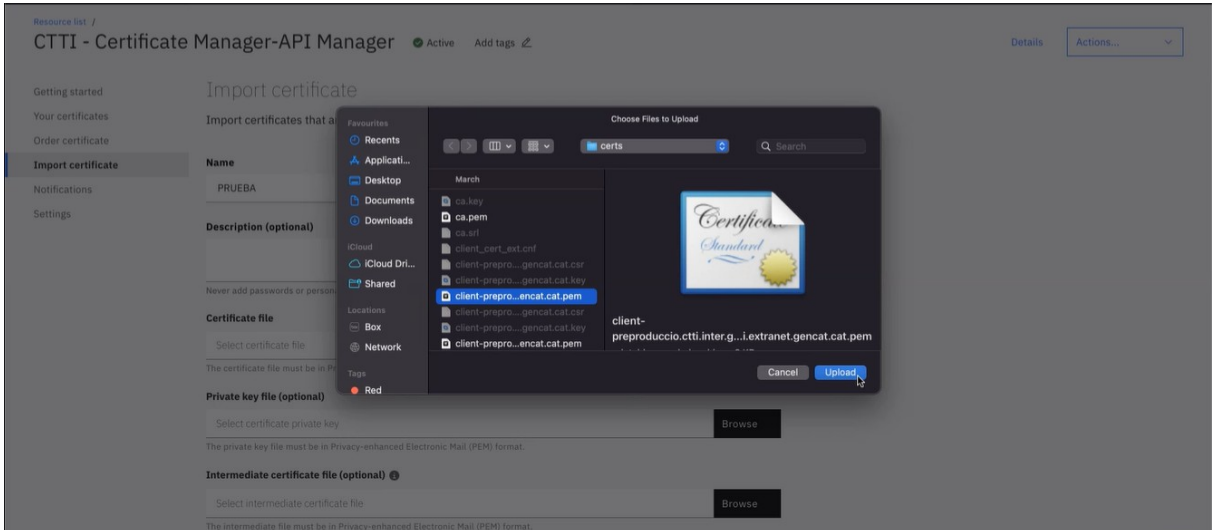 Resource list /
CTTI - Certificate Manager-API Manager Active Add tags Details Actions...
Getting started
Your certificates
Order certificate
Import certificate
Notifications
Settings
Import certificate
Import certificates that a
Name
PRUEBA
Description (optional)
Never add passwords or person
Certificate file
Select certificate file
The certificate file must be in Pr
Private key file (optional)
Select certificate private key
Browse
The private key file must be in Privacy-enhanced Electronic Mail (PEM) format.
Intermediate certificate file (optional)
Select intermediate certificate file
Browse
The intermediate file must be in Privacy-enhanced Electronic Mail (PEM) format.
Choose Files to Upload
certs
Search
Favourites
Recents
Applicati...
Desktop
Documents
Downloads
iCloud
iCloud Dri...
Shared
Locations
Box
Network
Tags
Red
March
ca.key
ca.pem
ca.srl
client_cert_ext.cnf
client-prepro....gencat.cat.csr
client-prepro....gencat.cat.key
client-prepro...encat.cat.pem
client-prepro....gencat.cat.csr
client-prepro....gencat.cat.key
client-prepro...encat.cat.pem
Certifica...
Standard
client-
preproduccio.ctti.inter.g...i.extranet.gencat.cat.pem
Cancel
Upload